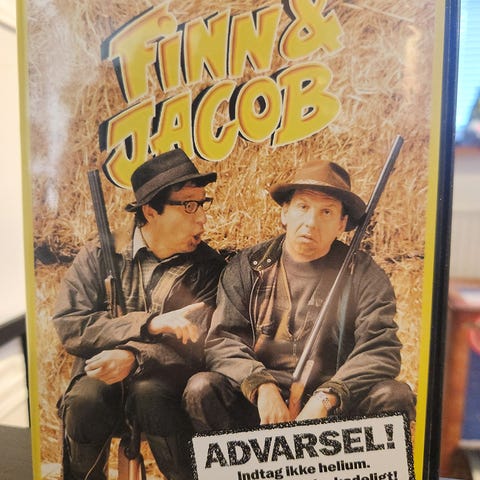 FINN &
JACOB
ADVARSEL!
Indtag ikke helium.